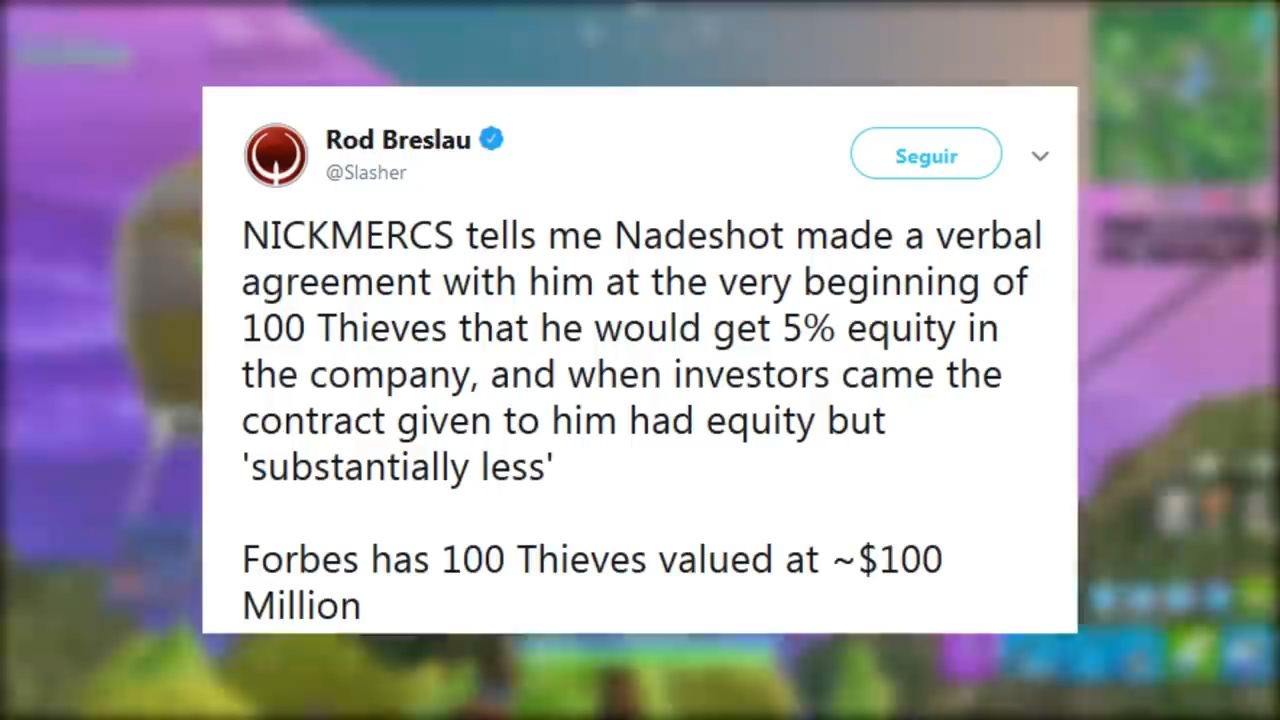 Rod Breslau
@Slasher
Seguir
NICKMERCS tells me Nadeshot made a verbal
agreement with him at the very beginning of
100 Thieves that he would get 5% equity in
the company, and when investors came the
contract given to him had equity but
'substantially less'
Forbes has 100 Thieves valued at ~$100
Million